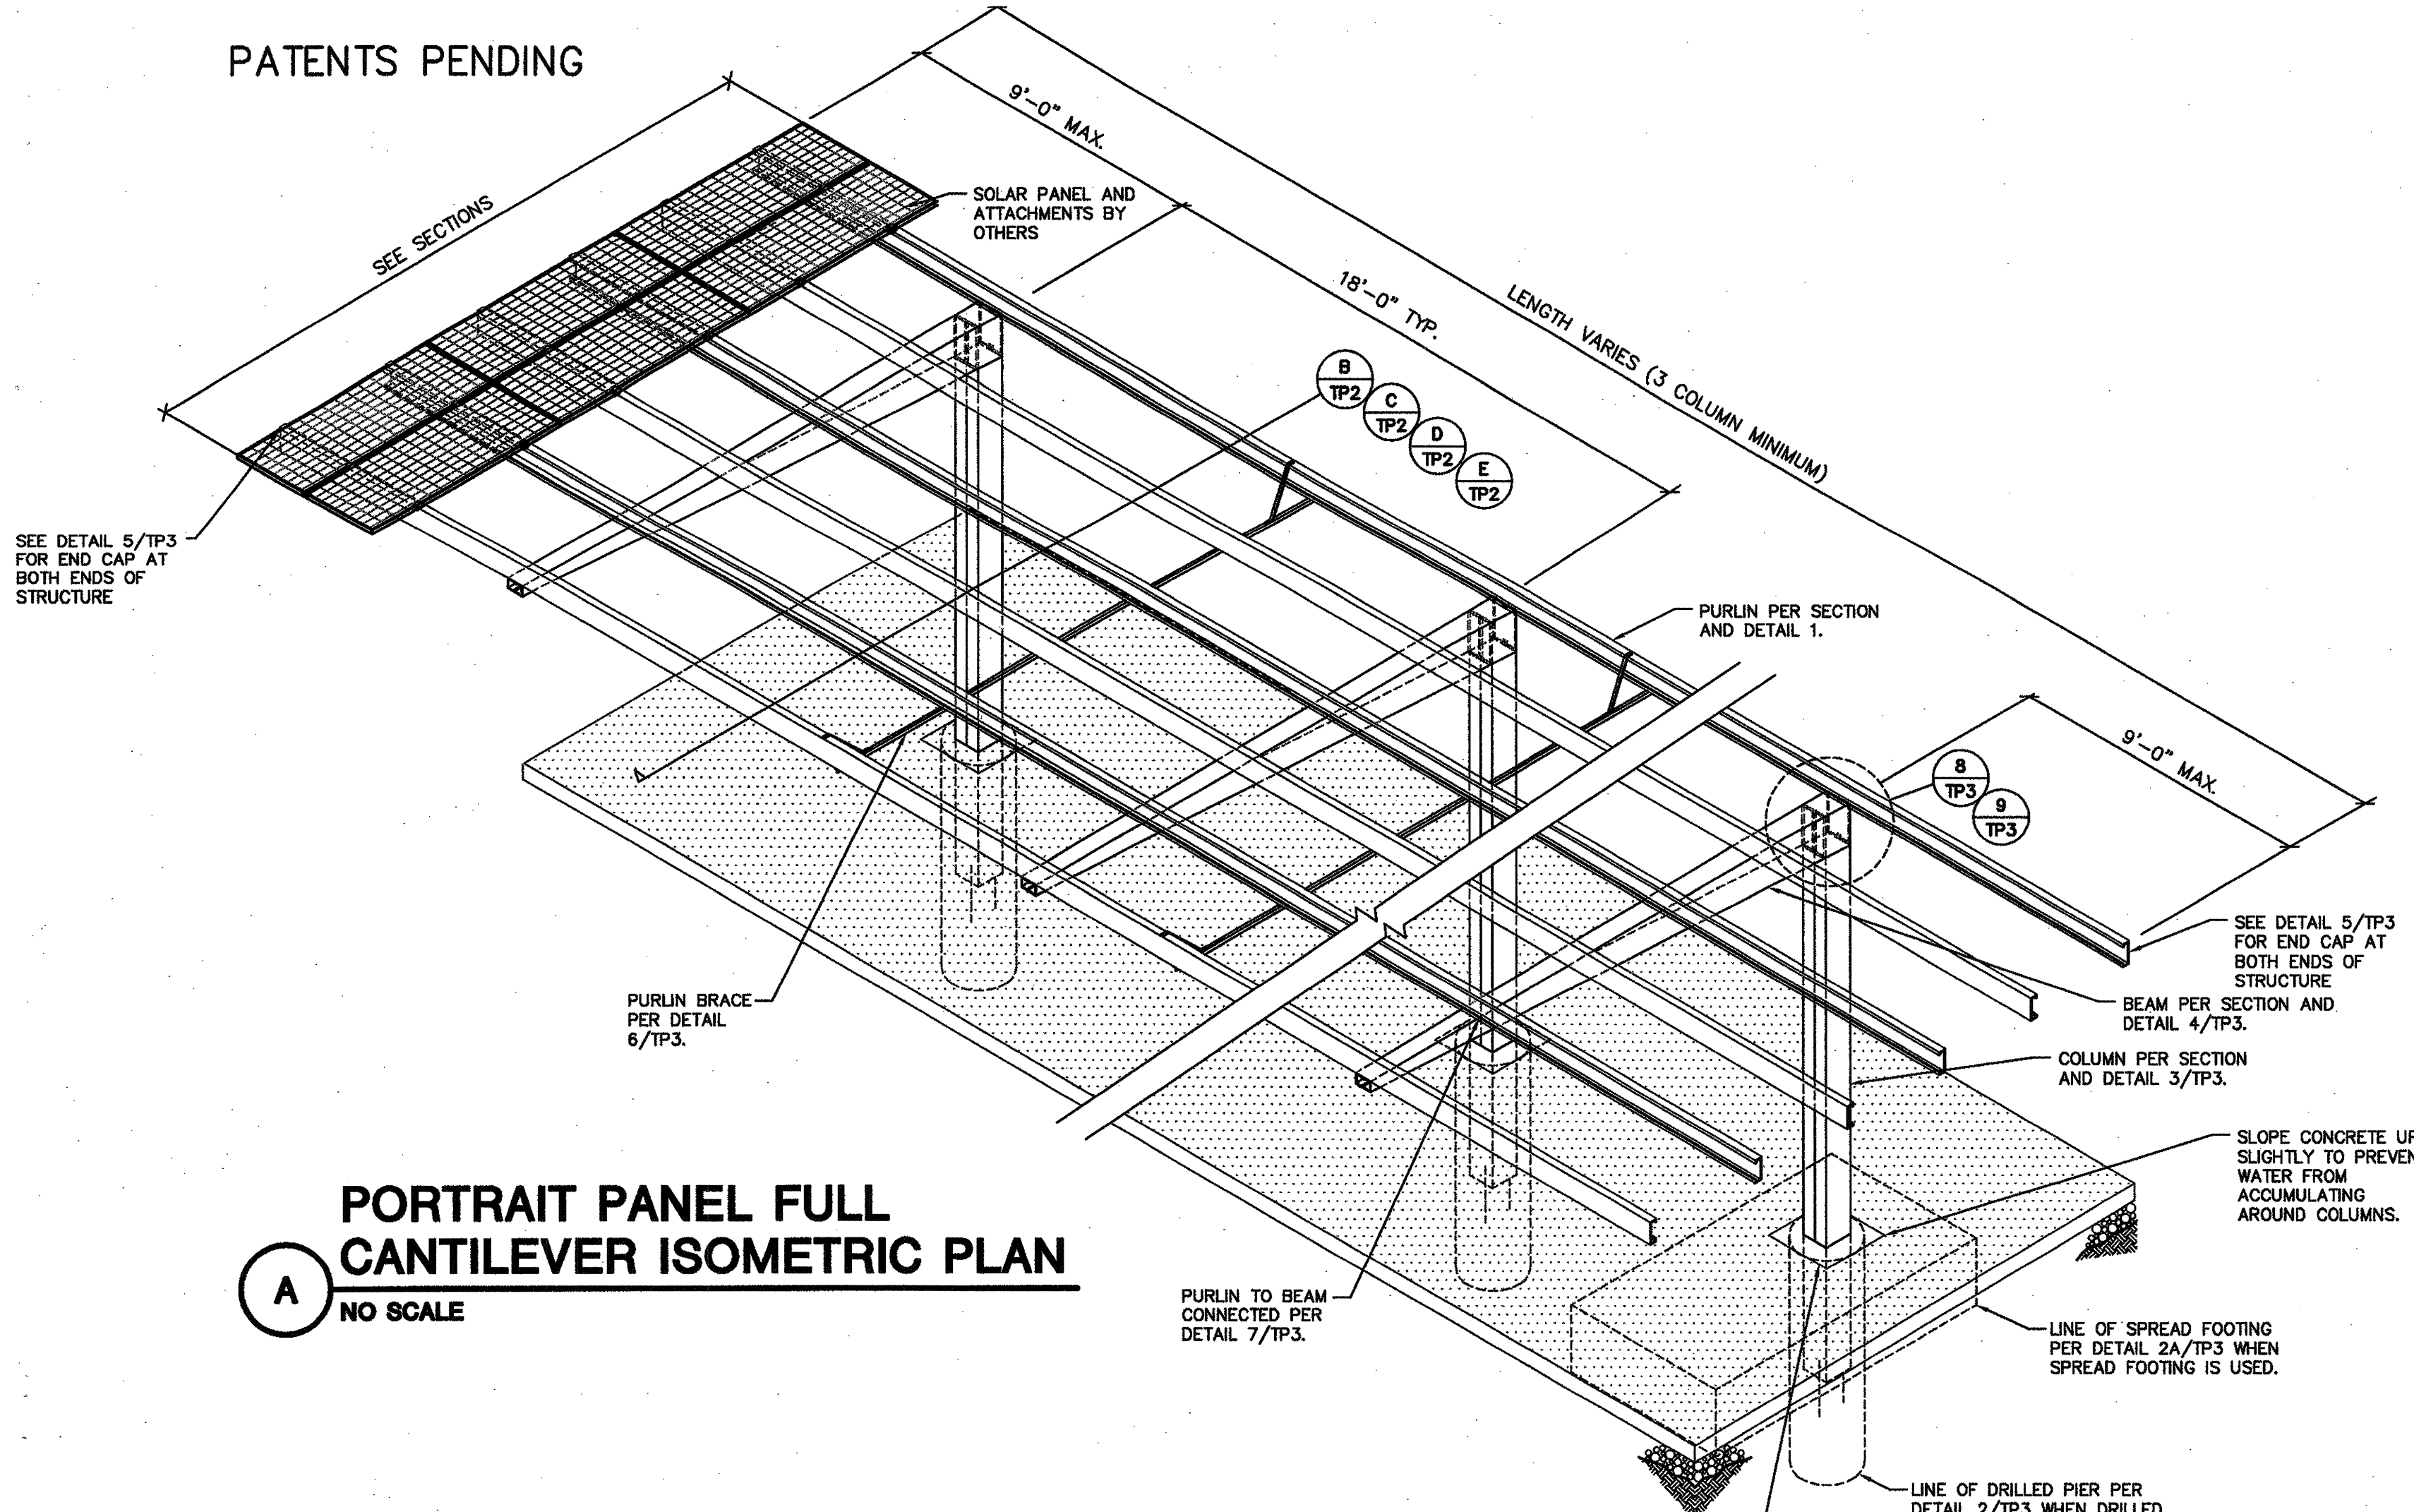 PATENTS PENDING
9'-0" MAX.
SEE SECTIONS
SOLAR PANEL AND
ATTACHMENTS BY
OTHERS
18'-0" TYP.
LENGTH VARIES (3 COLUMN MINIMUM)
B
TP2
C
TP2
D
TP2
E
TP2
SEE DETAIL 5/TP3
FOR END CAP AT
BOTH ENDS OF
STRUCTURE
PURLIN PER SECTION
AND DETAIL 1.
9'-0" MAX.
8
TP3
9
TP3
SEE DETAIL 5/TP3
FOR END CAP AT
BOTH ENDS OF
STRUCTURE
BEAM PER SECTION AND
DETAIL 4/TP3.
PURLIN BRACE
PER DETAIL
6/TP3.
COLUMN PER SECTION
AND DETAIL 3/TP3.
SLOPE CONCRETE UP
SLIGHTLY TO PREVEN
WATER FROM
ACCUMULATING
AROUND COLUMNS.
PORTRAIT PANEL FULL
CANTILEVER ISOMETRIC PLAN
A
NO SCALE
PURLIN TO BEAM
CONNECTED PER
DETAIL 7/TP3.
LINE OF SPREAD FOOTING
PER DETAIL 2A/TP3 WHEN
SPREAD FOOTING IS USED.
LINE OF DRILLED PIER PER
DETAIL 2/TP3 WHEN DRILLED